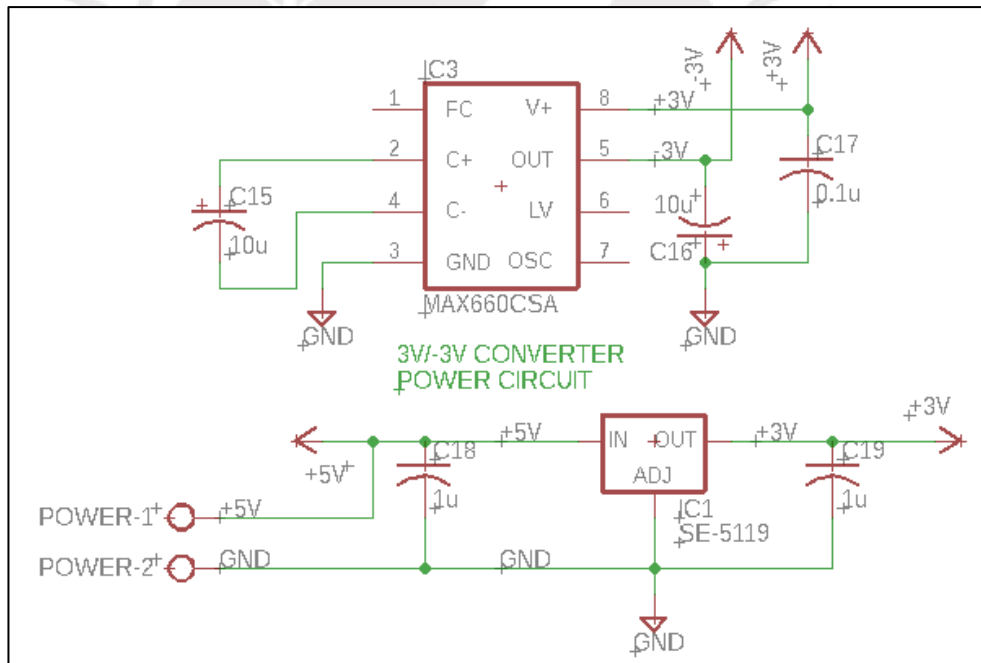 IC3
-3V
+3V
1 FC V+ 8 +3V
2 C+ OUT 5 -3V
C17
0.1u
C15
10u
4 C- LV 6
10u
C16
3 GND OSC 7
MAX660CSA
GND
GND
3V/-3V CONVERTER
POWER CIRCUIT
+3V
+5V
C18
+5V
IN OUT
+3V
C19
ADJ
1u
1u
POWER-1
+5V
IC1
SE-5119
POWER-2
GND
GND
GND